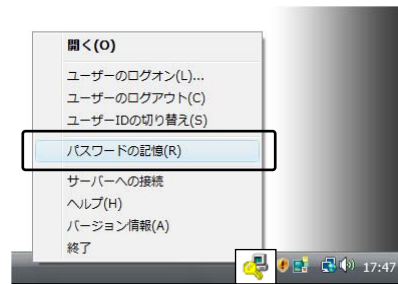 開く(O)
ユーザーのログオン(L)...
ユーザーのログアウト(C)
ユーザーIDの切り替え(S)
パスワードの記憶(R)
サーバーへの接続
ヘルプ(H)
バージョン情報(A)
終了
17:47